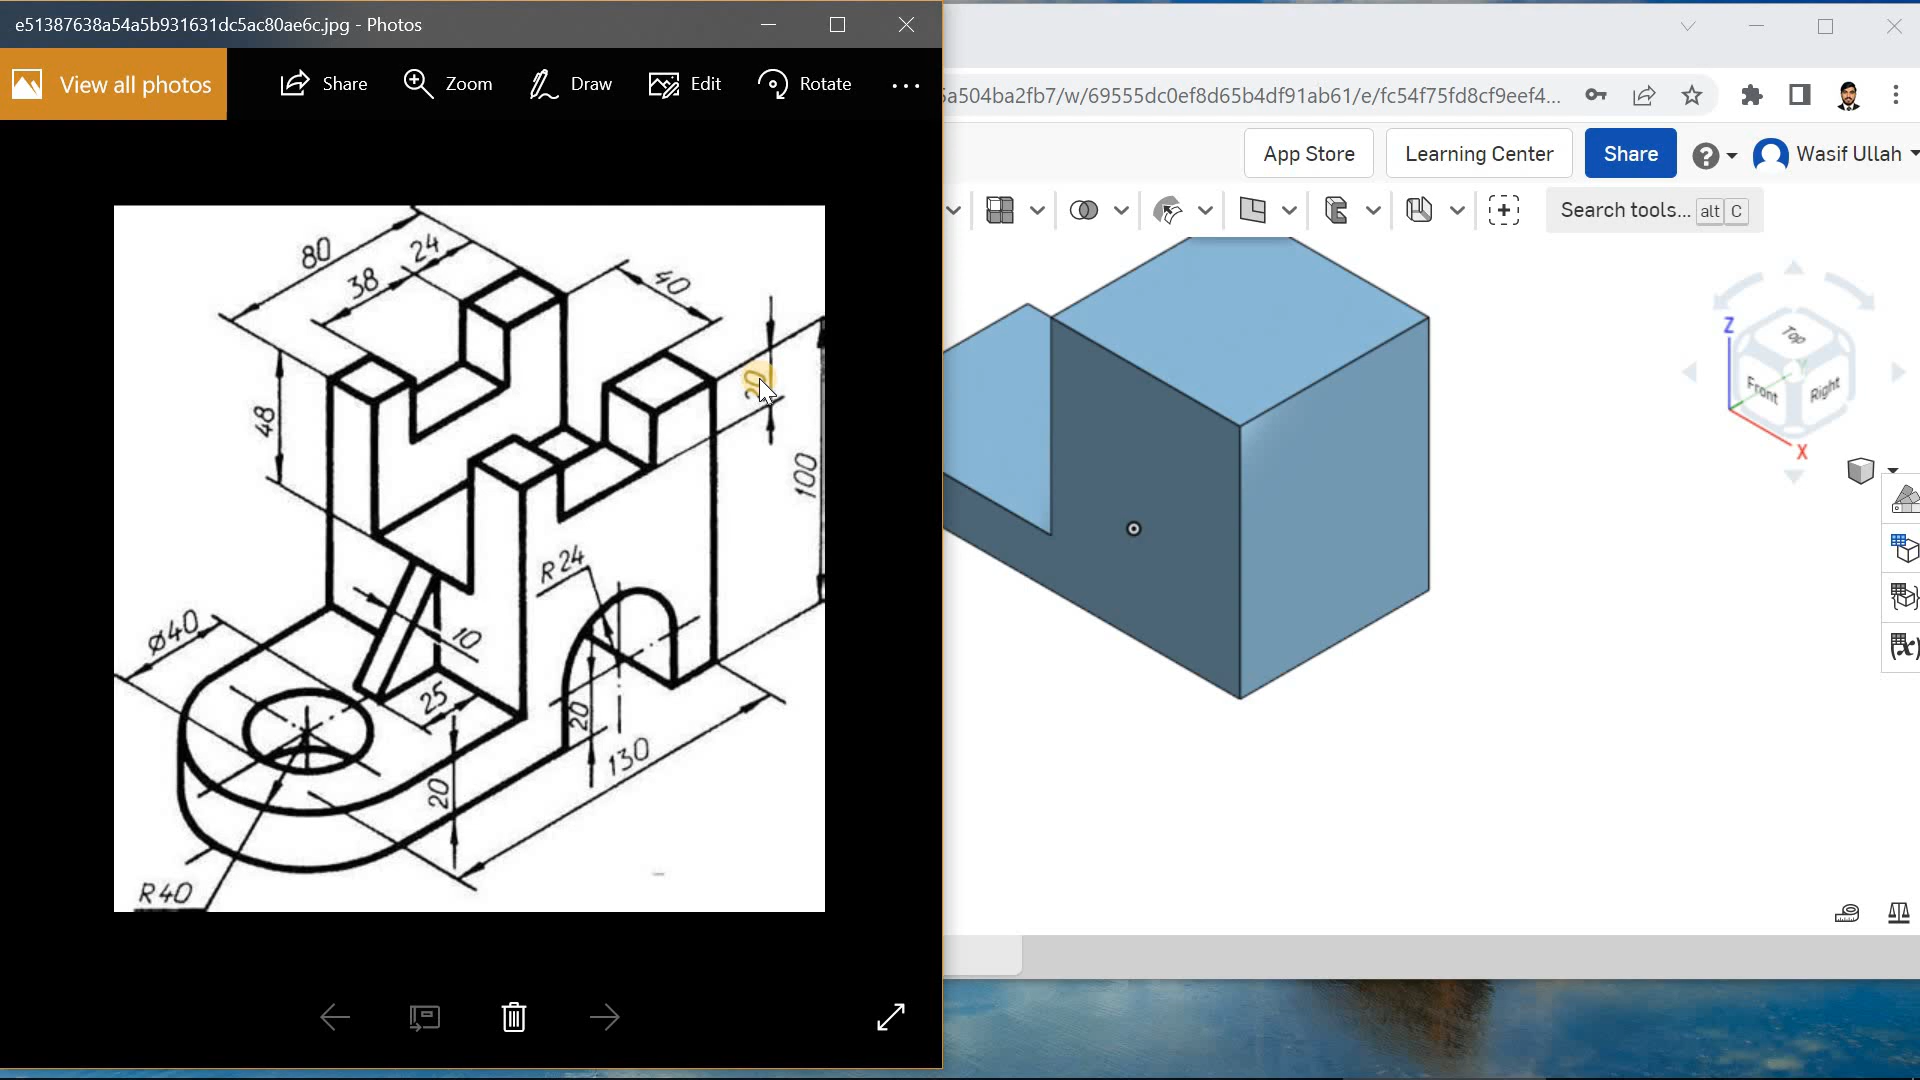 e51387638a54a5b931631dc5ac80ae6c.jpg - Photos
View all photos
Share
Zoom
Draw
Edit
Rotate
5a504ba2fb7/w/69555dc0ef8d65b4df91ab61/e/fc54f75fd8cf9eef4...
App Store
Learning Center
Share
Wasif Ullah
Search tools... alt C
80
24
38
40
20
48
100
R24
Ø40
10
25
20
130
20
R40
Z
Top
Y
Front
Right
X